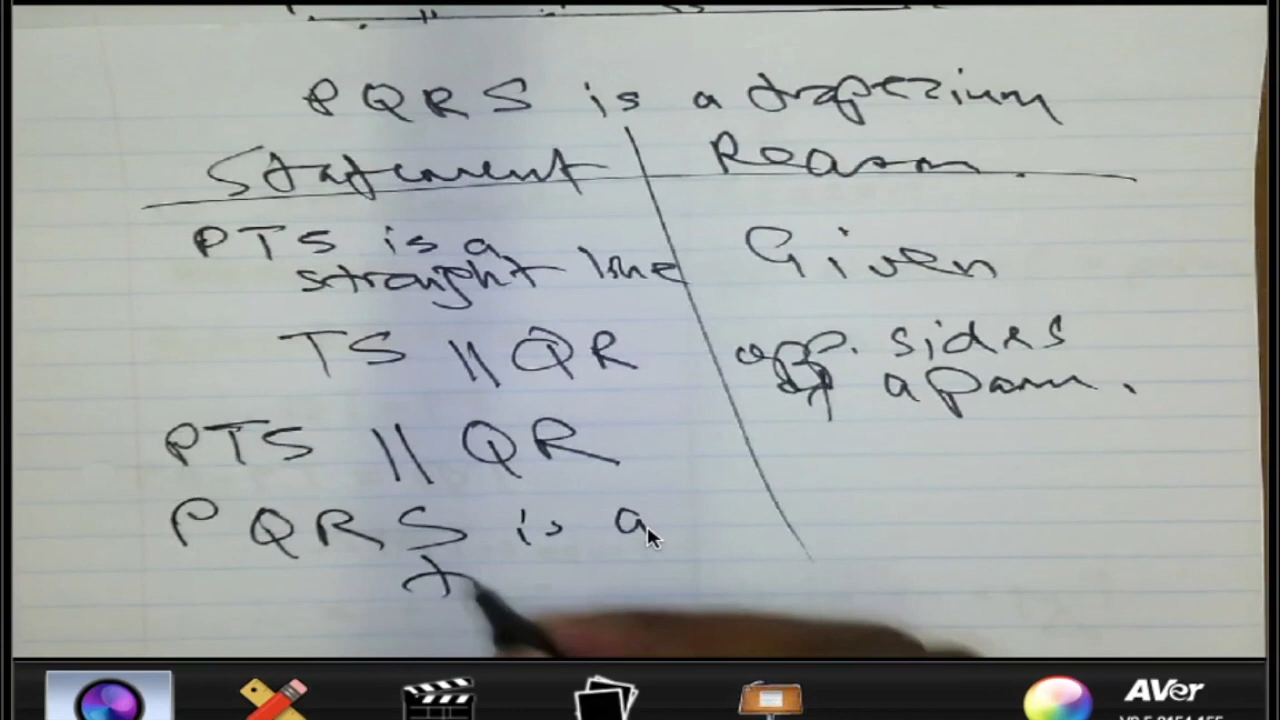 PQRS is a trapezium
Statement Reason.
PTS is a straight line Given
TS || QR opp. sides of a parm.
PTS || QR
PQRS is a
t
AVer